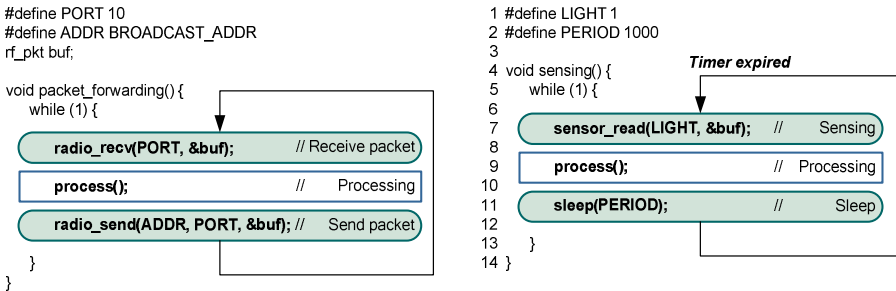 #define PORT 10
#define ADDR BROADCAST_ADDR
rf_pkt buf;
void packet_forwarding() {
while (1) {
radio_recv(PORT, &buf); // Receive packet
process(); // Processing
radio_send(ADDR, PORT, &buf); // Send packet
}
}
1 #define LIGHT 1
2 #define PERIOD 1000
3
4 void sensing() {
Timer expired
5 while (1) {
6
7 sensor_read(LIGHT, &buf); // Sensing
8
9 process(); // Processing
10
11 sleep(PERIOD); // Sleep
12
13 }
14 }